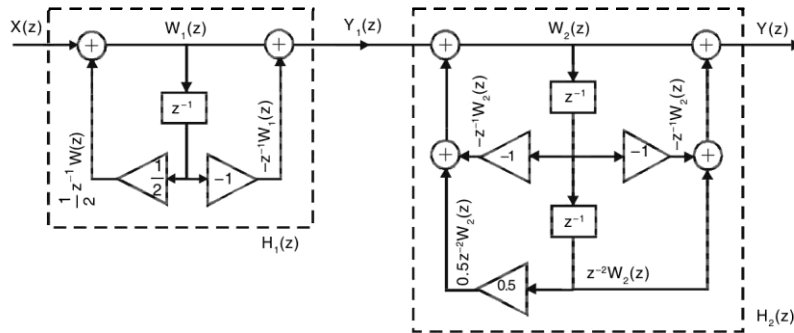 X(z)
W₁(z)
Y₁(z)
W₂(z)
Y(z)
+
+
+
+
z⁻¹
z⁻¹
½z⁻¹W(z)
½
−1
−z⁻¹W₁(z)
−z⁻¹W₂(z)
−z⁻¹W₂(z)
+
−1
−1
+
z⁻¹
H₁(z)
0.5z⁻²W₂(z)
0.5
z⁻²W₂(z)
H₂(z)